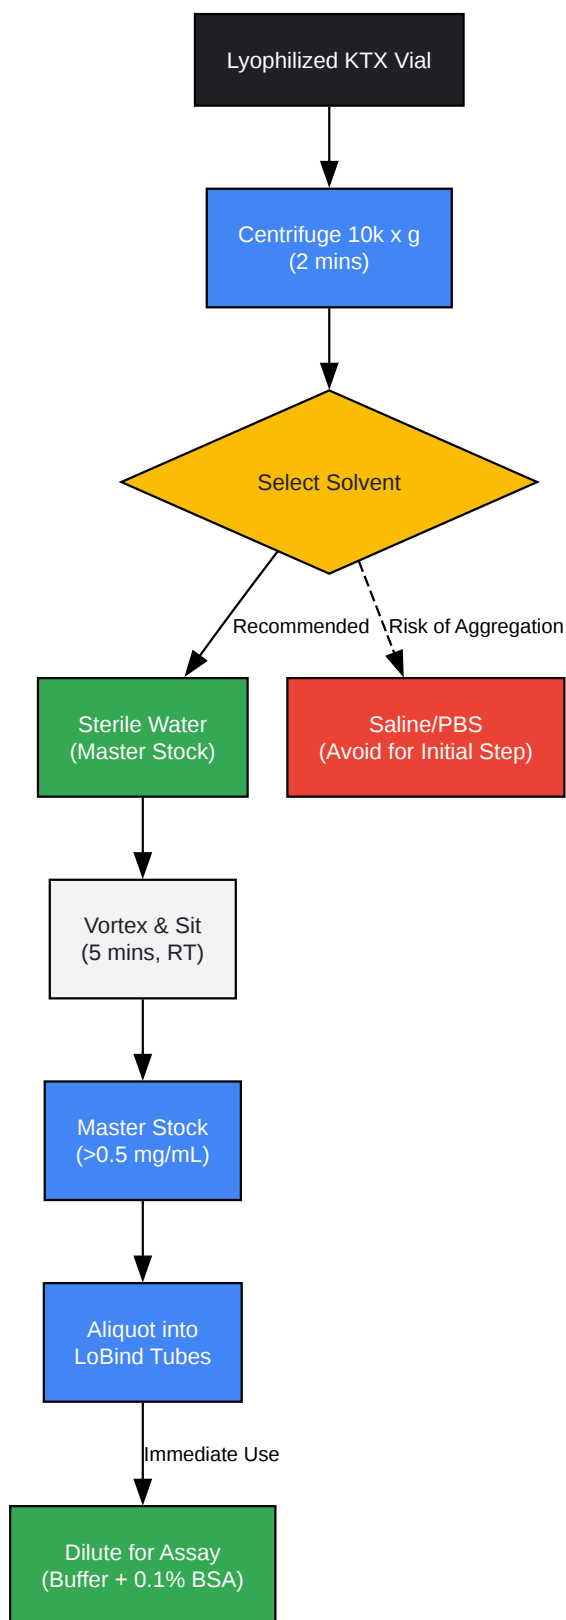 Lyophilized KTX Vial
Centrifuge 10k x g
(2 mins)
Select Solvent
Recommended
Risk of Aggregation
Sterile Water
(Master Stock)
Saline/PBS
(Avoid for Initial Step)
Vortex & Sit
(5 mins, RT)
Master Stock
(>0.5 mg/mL)
Aliquot into
LoBind Tubes
Immediate Use
Dilute for Assay
(Buffer + 0.1% BSA)